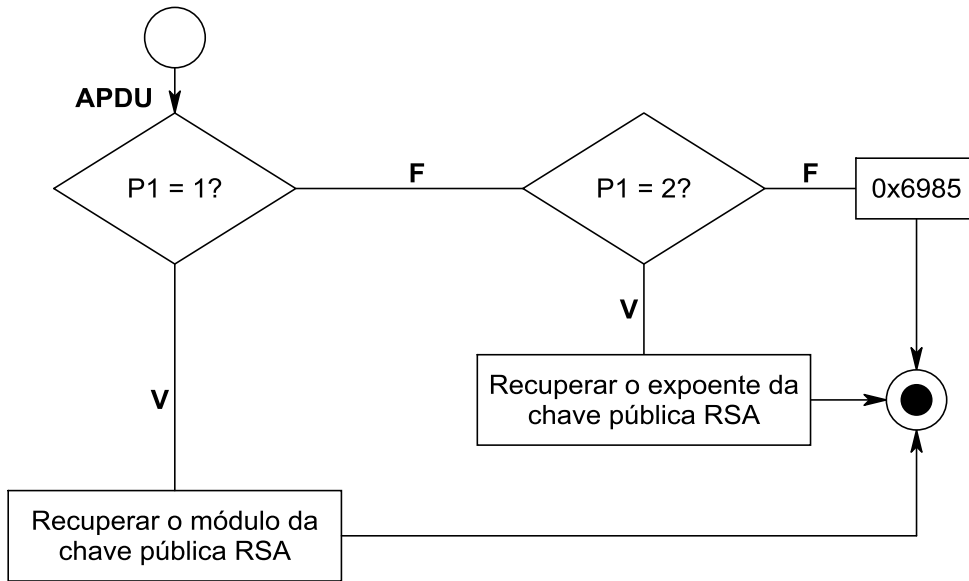 APDU
P1 = 1?
F
P1 = 2?
F
0x6985
V
V
Recuperar o expoente da
chave pública RSA
Recuperar o módulo da
chave pública RSA